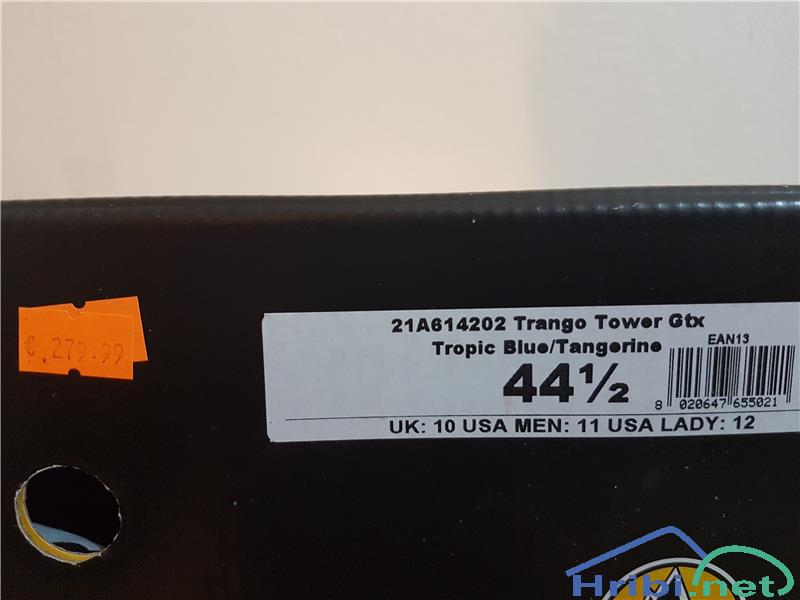 21A614202 Trango Tower Gtx
Tropic Blue/Tangerine
EAN13
44½
8 020647 655021
UK: 10 USA MEN: 11 USA LADY: 12
€ .279.99
Hribi.net